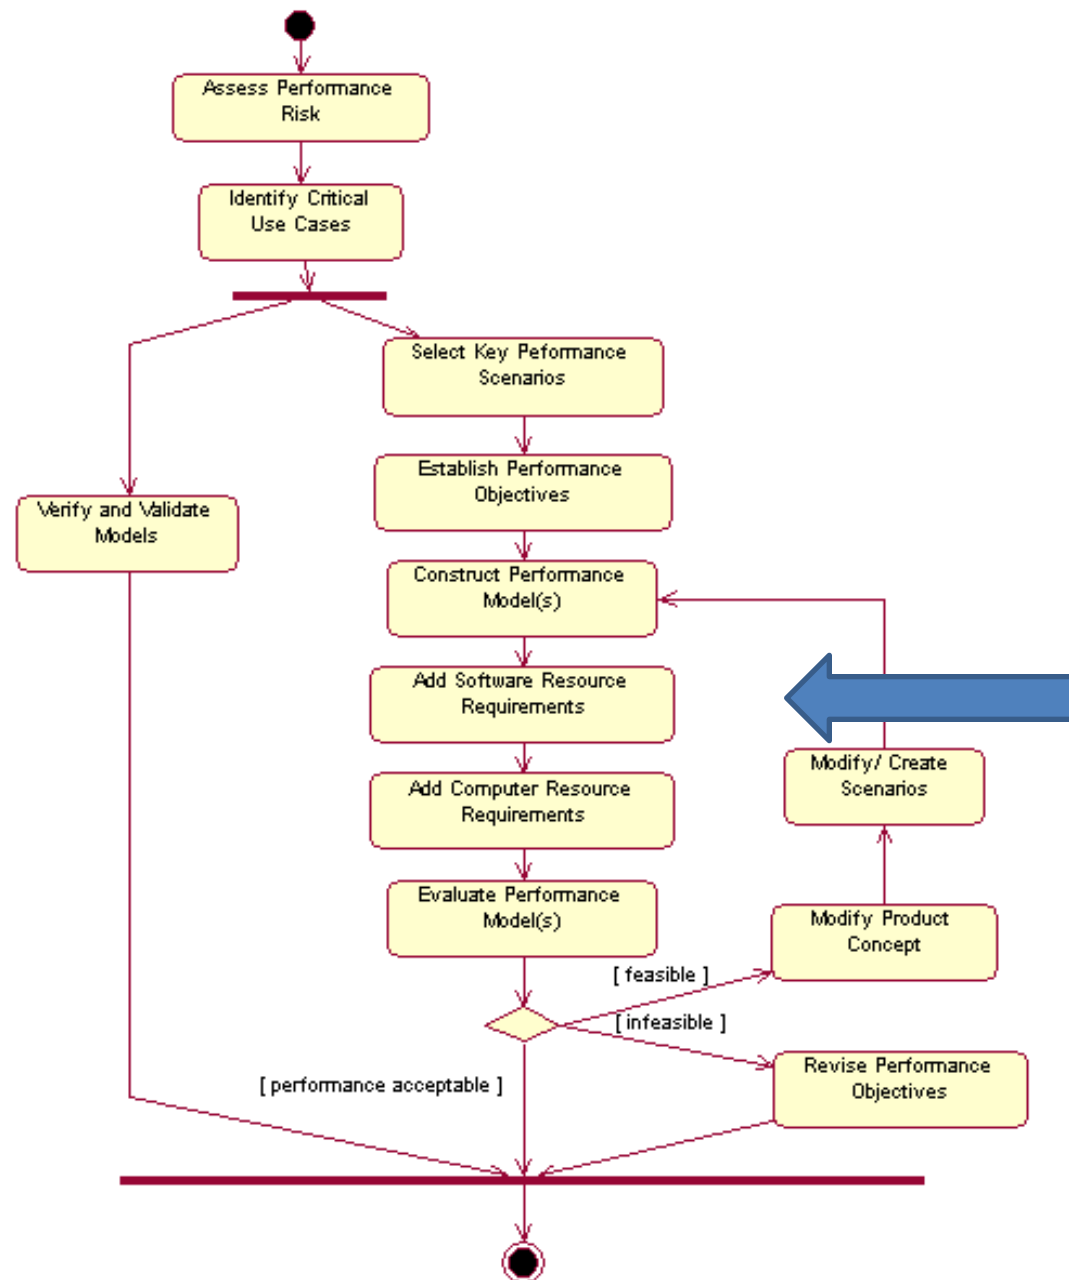 Assess Performance
Risk
Identify Critical
Use Cases
Select Key Peformance
Scenarios
Establish Performance
Objectives
Verify and Validate
Models
Construct Performance
Model(s)
Add Software Resource
Requirements
Modify/ Create
Scenarios
Add Computer Resource
Requirements
Evaluate Performance
Model(s)
Modify Product
Concept
[ feasible ]
[ infeasible ]
Revise Performance
Objectives
[ performance acceptable ]